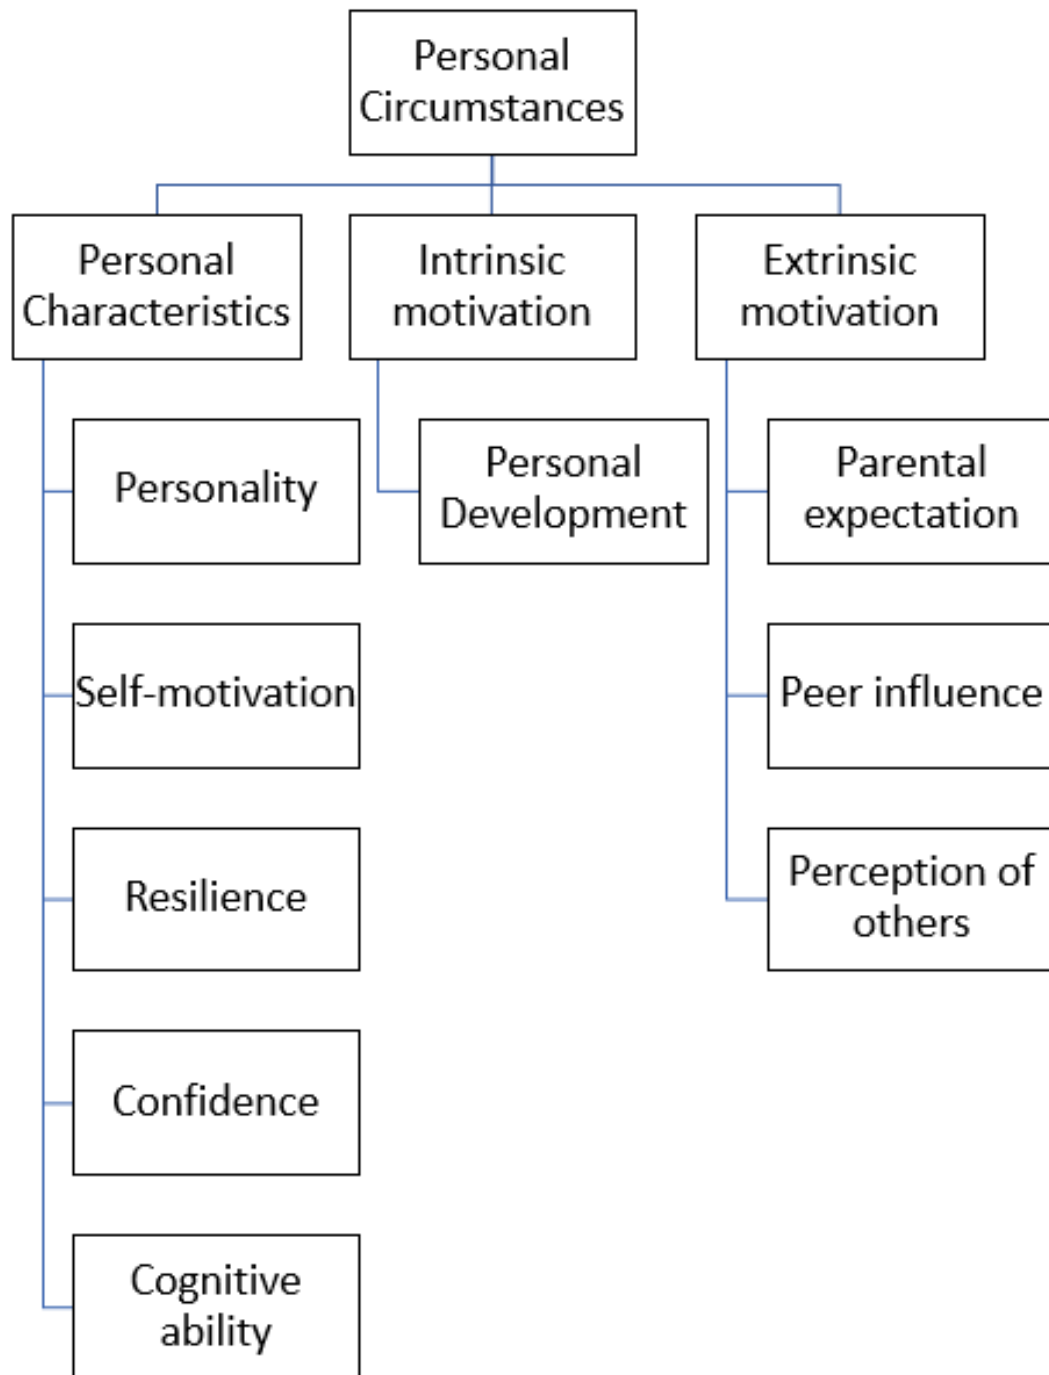 Personal
Circumstances
Personal
Characteristics
Intrinsic
motivation
Extrinsic
motivation
Personality
Self-motivation
Resilience
Confidence
Cognitive
ability
Personal
Development
Parental
expectation
Peer influence
Perception of
others